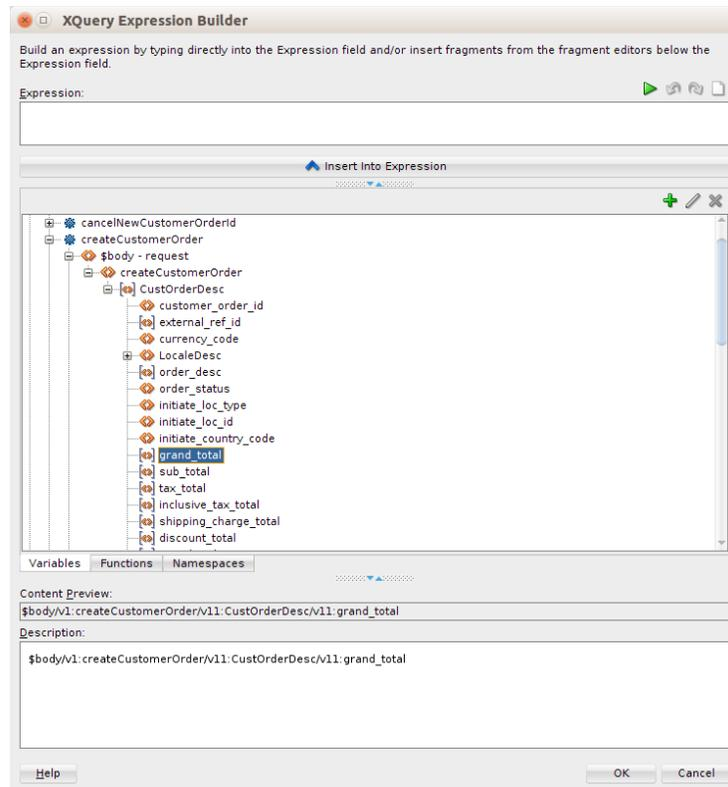 XQuery Expression Builder
Build an expression by typing directly into the Expression field and/or insert fragments from the fragment editors below the
Expression field.
Expression:
Insert Into Expression
cancelNewCustomerOrderId
createCustomerOrder
$body - request
createCustomerOrder
CustOrderDesc
customer_order_id
external_ref_id
currency_code
LocaleDesc
order_desc
order_status
initiate_loc_type
initiate_loc_id
initiate_country_code
grand_total
sub_total
tax_total
inclusive_tax_total
shipping_charge_total
discount_total
Variables Functions Namespaces
Content Preview:
$body/v1:createCustomerOrder/v11:CustOrderDesc/v11:grand_total
Description:
$body/v1:createCustomerOrder/v11:CustOrderDesc/v11:grand_total
Help OK Cancel